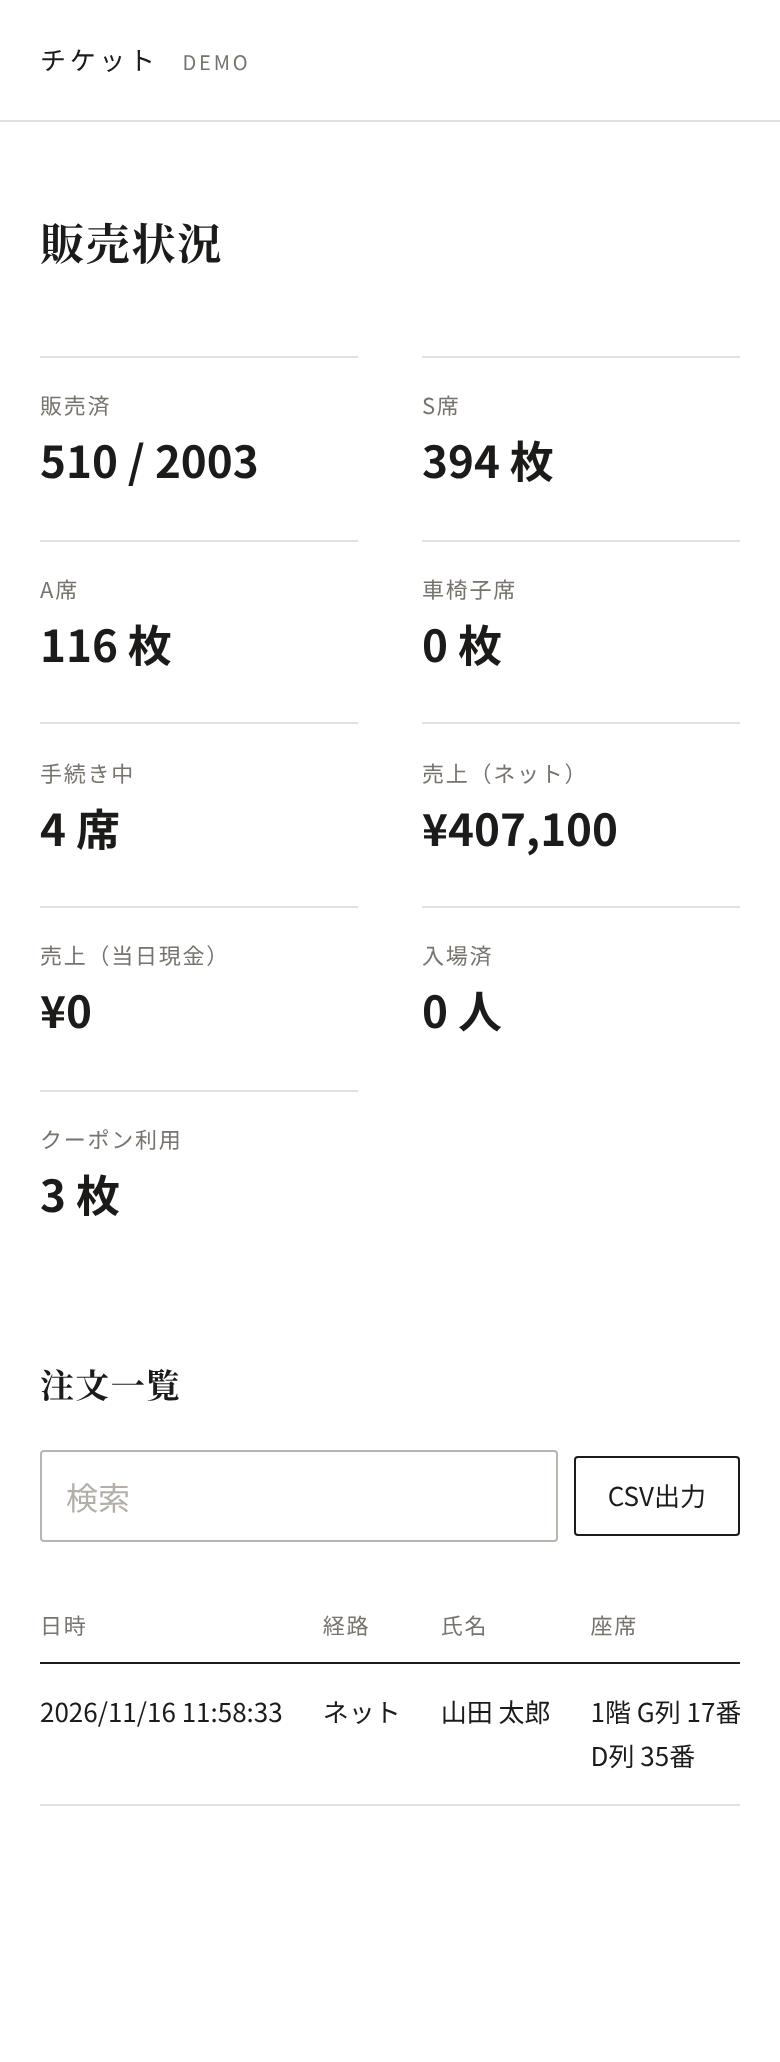 チケット DEMO
販売状況
販売済
510 / 2003
S席
394 枚
A席
116 枚
車椅子席
0 枚
手続き中
4 席
売上（ネット）
¥407,100
売上（当日現金）
¥0
入場済
0 人
クーポン利用
3 枚
注文一覧
検索
CSV出力
日時 経路 氏名 座席
2026/11/16 11:58:33 ネット 山田 太郎 1階 G列 17番
D列 35番